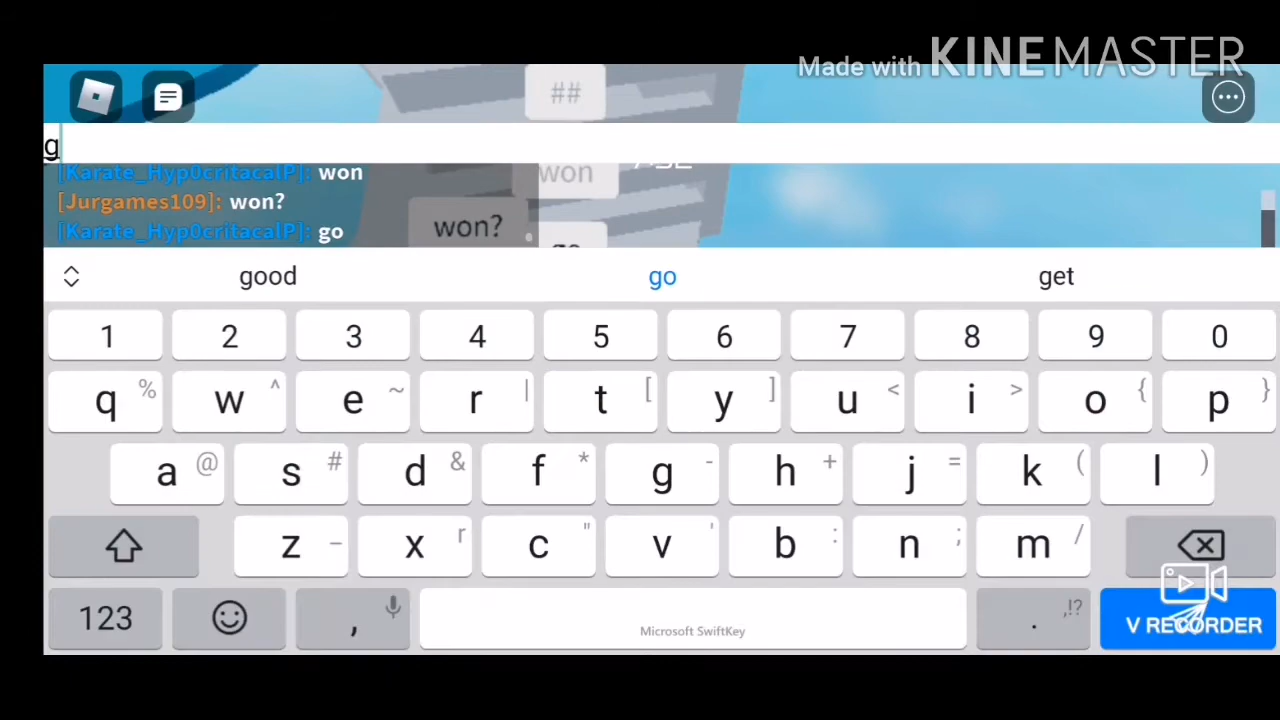 Made with KINEMASTER
##
g
[Karate_Hyp0critacalP]: won
won
[Jurgames109]: won?
won?
[Karate_Hyp0critacalP]: go
good go get
1 2 3 4 5 6 7 8 9 0
q % w ^ e ~ r | t [ y ] u < i > o { p }
a @ s # d & f * g - h + j = k ( l )
z _ x r c " v ' b : n ; m /
123 , Microsoft SwiftKey . ,!?
V RECORDER